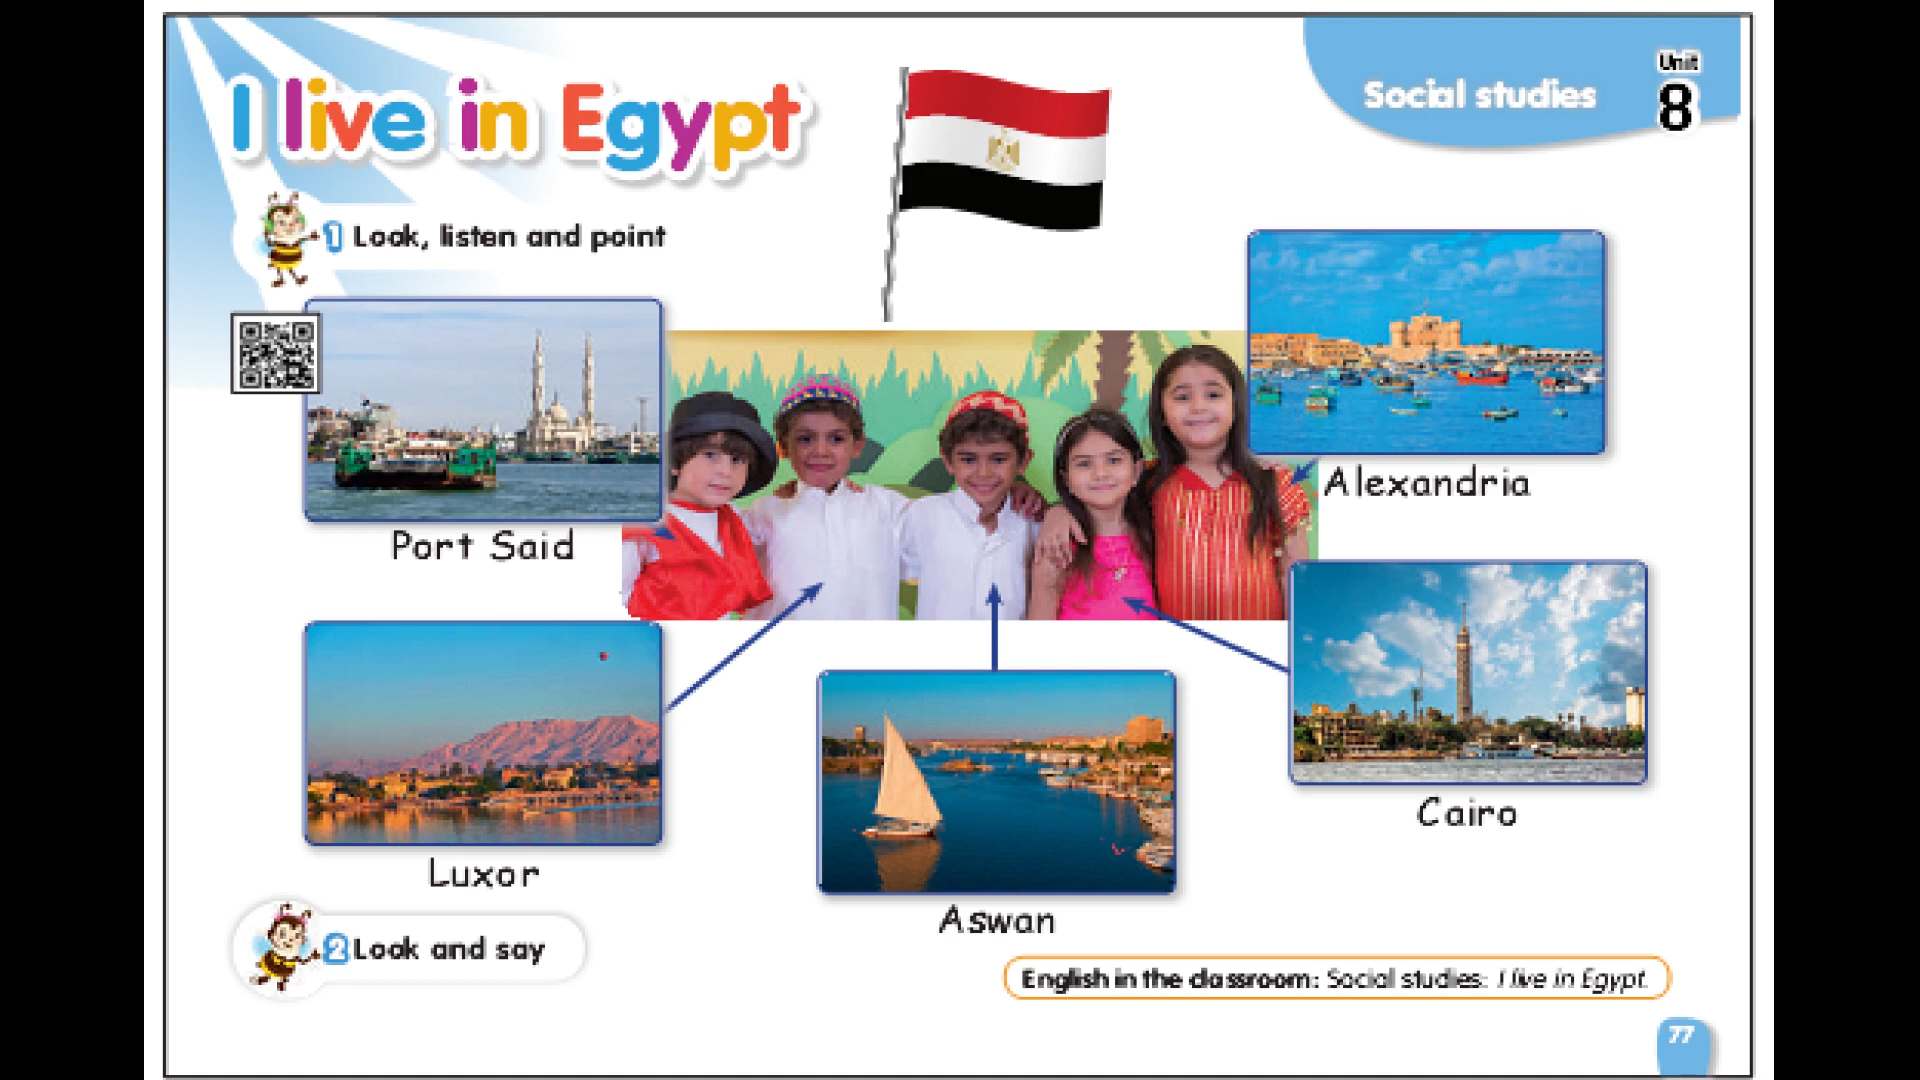 I live in Egypt
Social studies
Unit
8
1 Look, listen and point
Port Said
Alexandria
Luxor
Aswan
Cairo
2 Look and say
English in the classroom: Social studies: I live in Egypt.
77